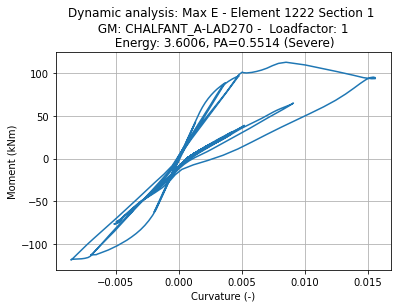 Dynamic analysis: Max E - Element 1222 Section 1
GM: CHALFANT_A-LAD270 -  Loadfactor: 1
Energy: 3.6006, PA=0.5514 (Severe)
Moment (kNm)
100
50
0
−50
−100
−0.005
0.000
0.005
0.010
0.015
Curvature (-)